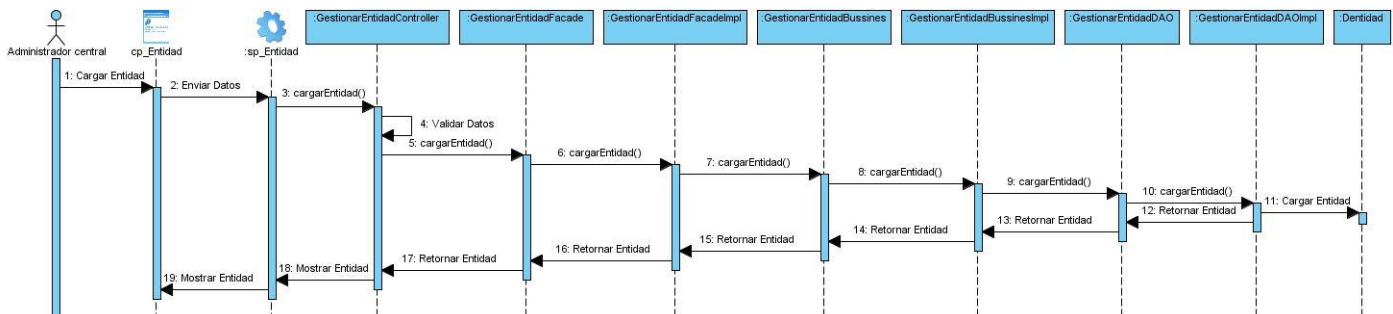 :GestionarEntidadController
:GestionarEntidadFacade
:GestionarEntidadFacadeImpl
:GestionarEntidadBussines
:GestionarEntidadBussinesImpl
:GestionarEntidadDAO
:GestionarEntidadDAOImpl
:Dentidad
Administrador central
cp_Entidad
:sp_Entidad
1: Cargar Entidad
2: Enviar Datos
3: cargarEntidad()
4: Validar Datos
5: cargarEntidad()
6: cargarEntidad()
7: cargarEntidad()
8: cargarEntidad()
9: cargarEntidad()
10: cargarEntidad()
11: Cargar Entidad
12: Retornar Entidad
13: Retornar Entidad
14: Retornar Entidad
15: Retornar Entidad
16: Retornar Entidad
17: Retornar Entidad
18: Mostrar Entidad
19: Mostrar Entidad